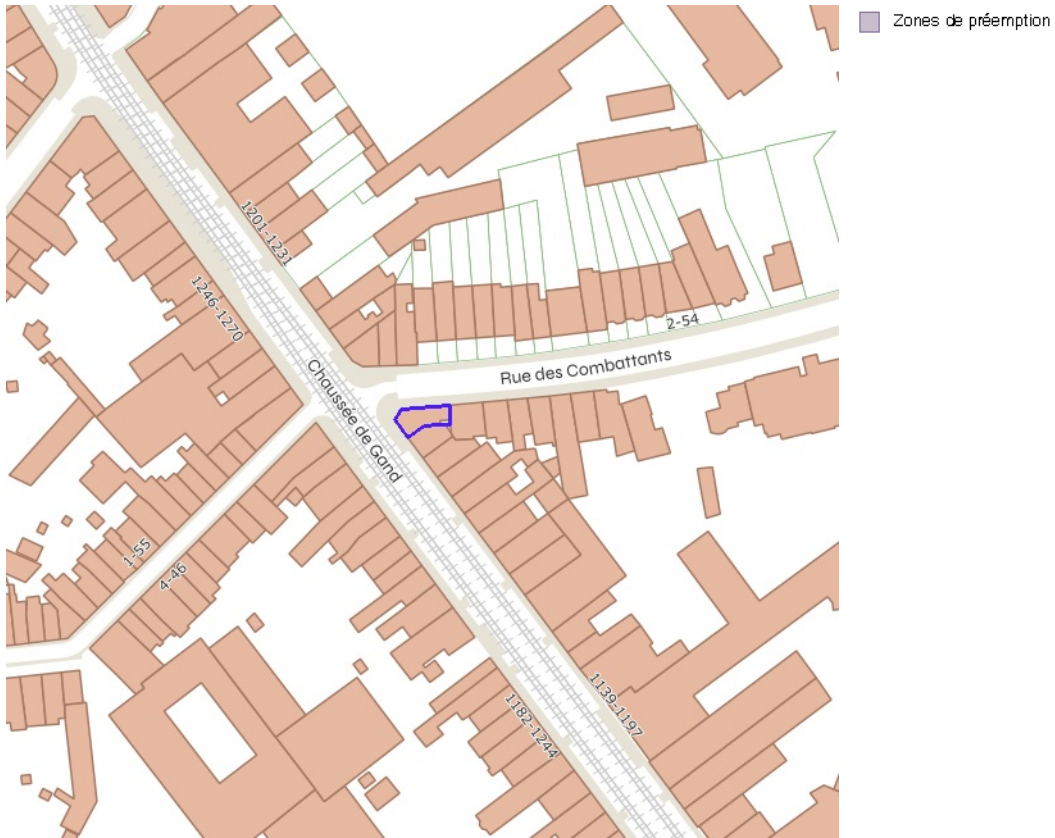 Zones de préemption
1201-1231
1246-1270
2-54
Rue des Combattants
Chaussée de Gand
1-55
4-46
1139-1197
1182-1244